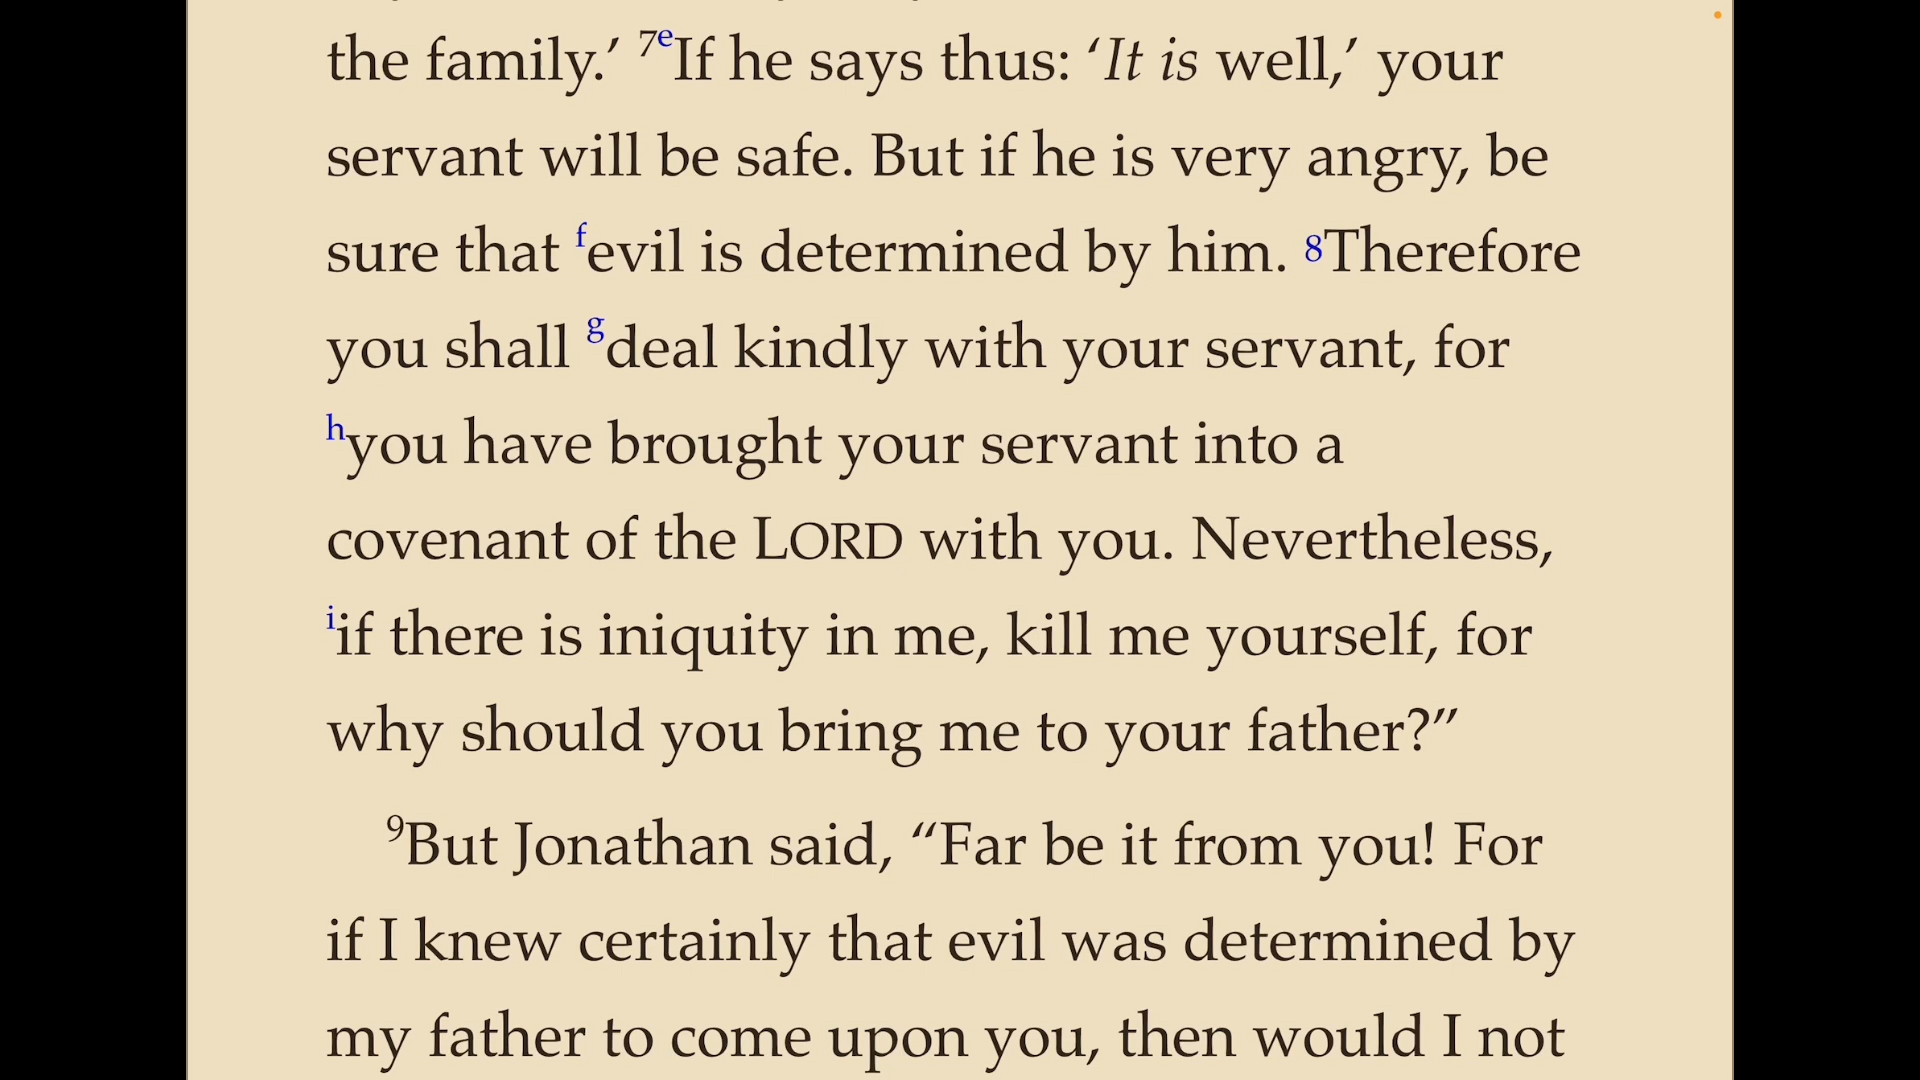 the family.’ 7eIf he says thus: ‘It is well,’ your
servant will be safe. But if he is very angry, be
sure that fevil is determined by him. 8Therefore
you shall gdeal kindly with your servant, for
hyou have brought your servant into a
covenant of the LORD with you. Nevertheless,
iif there is iniquity in me, kill me yourself, for
why should you bring me to your father?”
9But Jonathan said, “Far be it from you! For
if I knew certainly that evil was determined by
my father to come upon you, then would I not